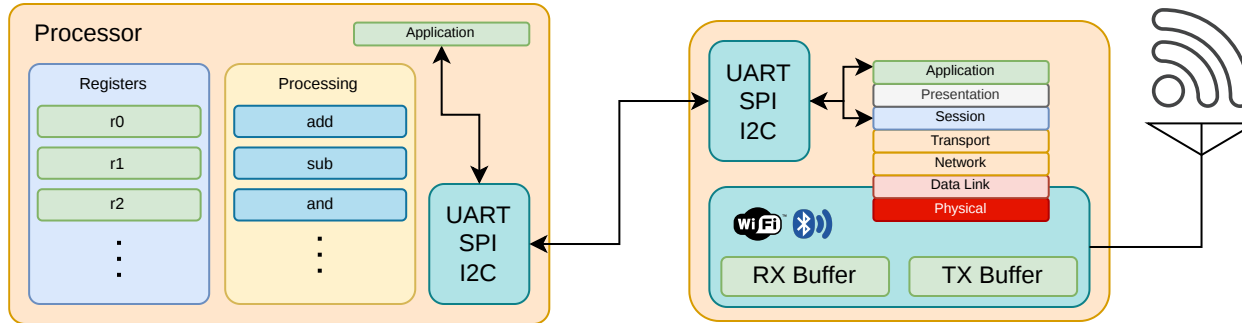 Processor
Application
Registers
r0
r1
r2
Processing
add
sub
and
UART
SPI
I2C
UART
SPI
I2C
Application
Presentation
Session
Transport
Network
Data Link
Physical
Wi Fi ™
RX Buffer
TX Buffer